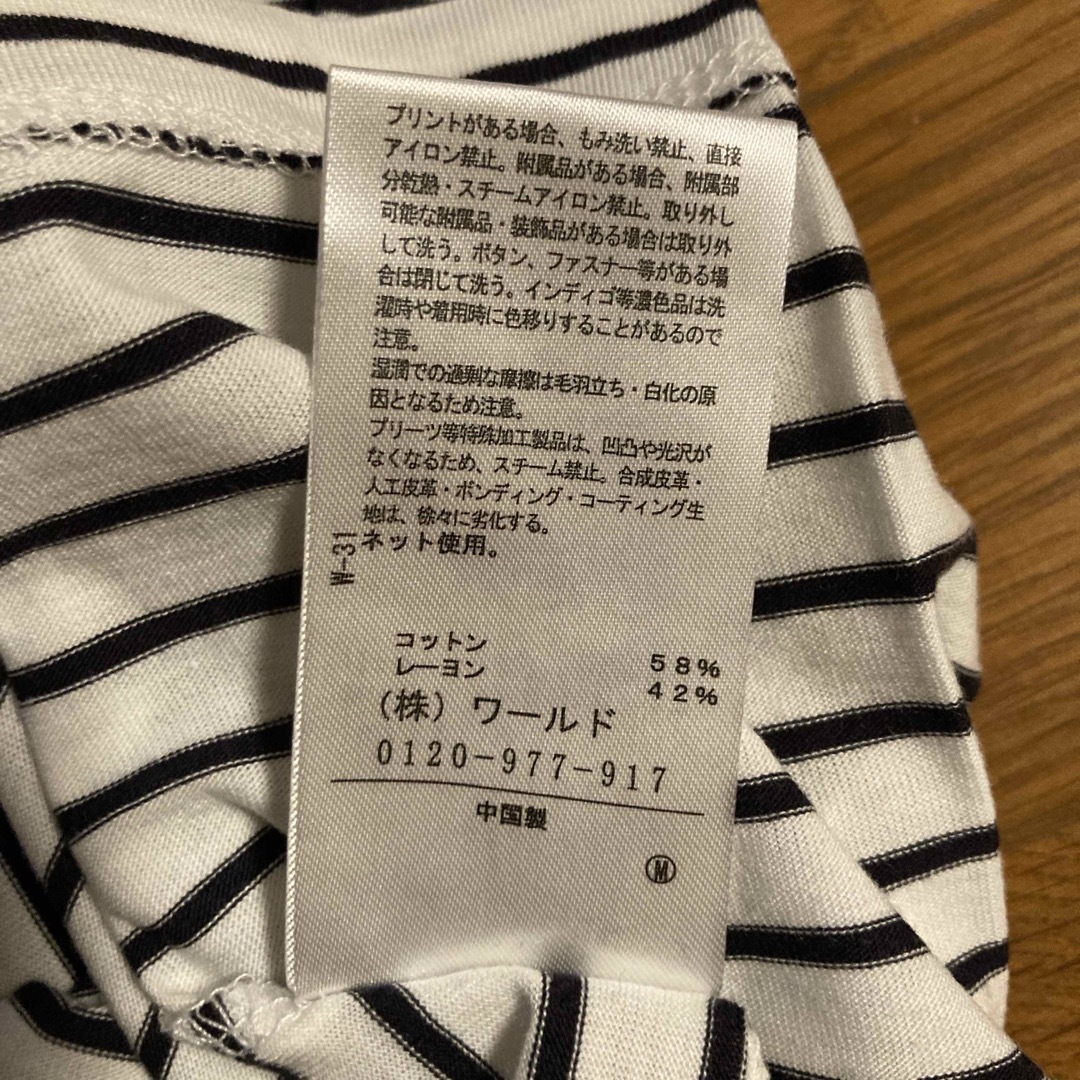 プリントがある場合、もみ洗い禁止、直接
アイロン禁止。附属品がある場合、附属部
分乾熱・スチームアイロン禁止。取り外し
可能な附属品・装飾品がある場合は取り外
して洗う。ボタン、ファスナー等がある場
合は閉じて洗う。インディゴ等濃色品は洗
濯時や着用時に色移りすることがあるので
注意。
湿潤での過剰な摩擦は毛羽立ち・白化の原
因となるため注意。
プリーツ等特殊加工製品は、凹凸や光沢が
なくなるため、スチーム禁止。合成皮革・
人工皮革・ボンディング・コーティング生
地は、徐々に劣化する。
ネット使用。
W-31
コットン 58%
レーヨン 42%
(株)ワールド
0120-977-917
中国製
Ⓜ